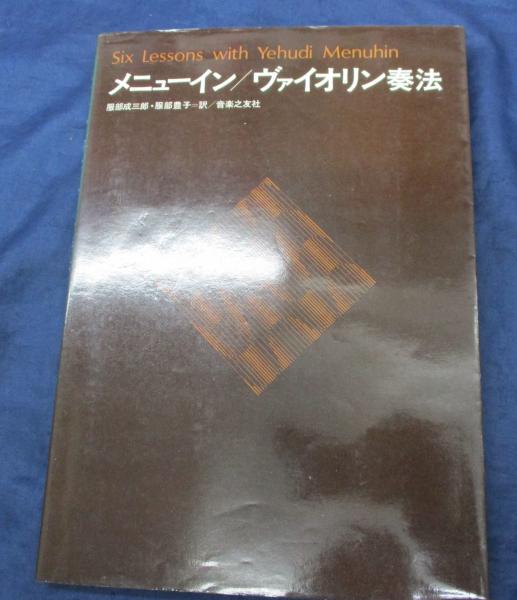 Six Lessons with Yehudi Menuhin
メニューイン/ヴァイオリン奏法
服部成三郎・服部豊子=訳/音楽之友社